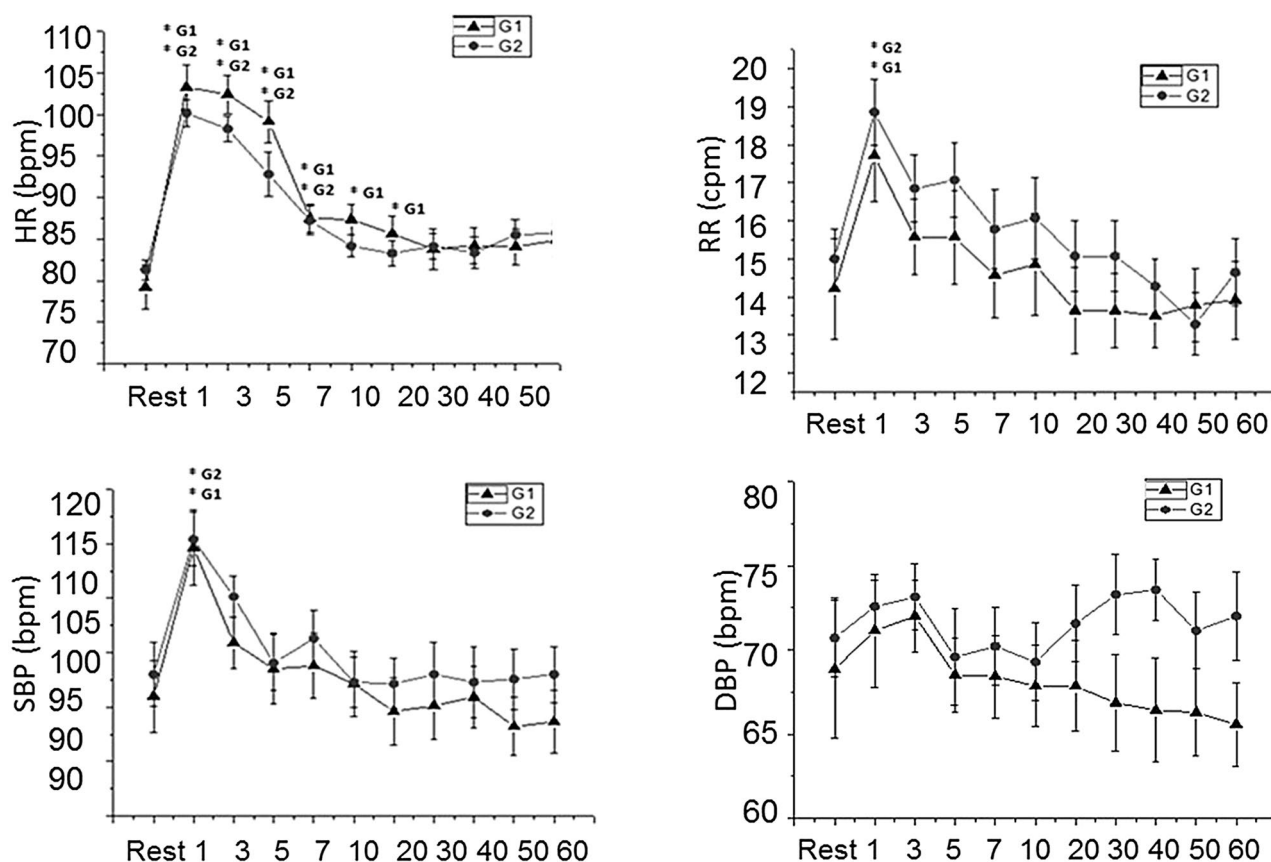 110
105
100
95
90
85
80
75
70
HR (bpm)
* G1
* G2
* G1
* G2
* G1
* G2
* G1
* G2
* G1
* G1
G1
G2
Rest 1 3 5 7 10 20 30 40 50
20
19
18
17
16
15
14
13
12
RR (cpm)
* G2
* G1
G1
G2
Rest 1 3 5 7 10 20 30 40 50 60
120
115
110
105
100
95
90
90
SBP (bpm)
* G2
* G1
G1
G2
Rest 1 3 5 7 10 20 30 40 50 60
80
75
70
65
60
DBP (bpm)
G1
G2
Rest 1 3 5 7 10 20 30 40 50 60